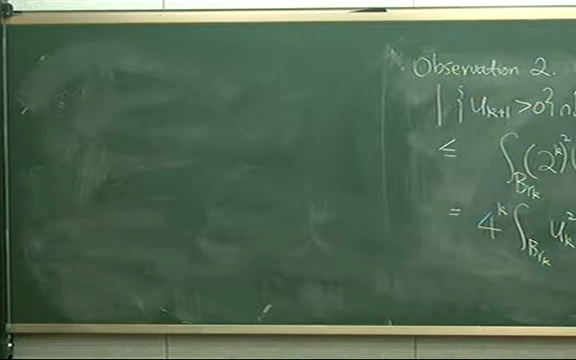 Observation 2.
| { u_{k+1} > 0 } ∩
≤ ∫_{B_{r_k}} (2^k)^2 (
= 4^k ∫_{B_{r_k}} u_k^2